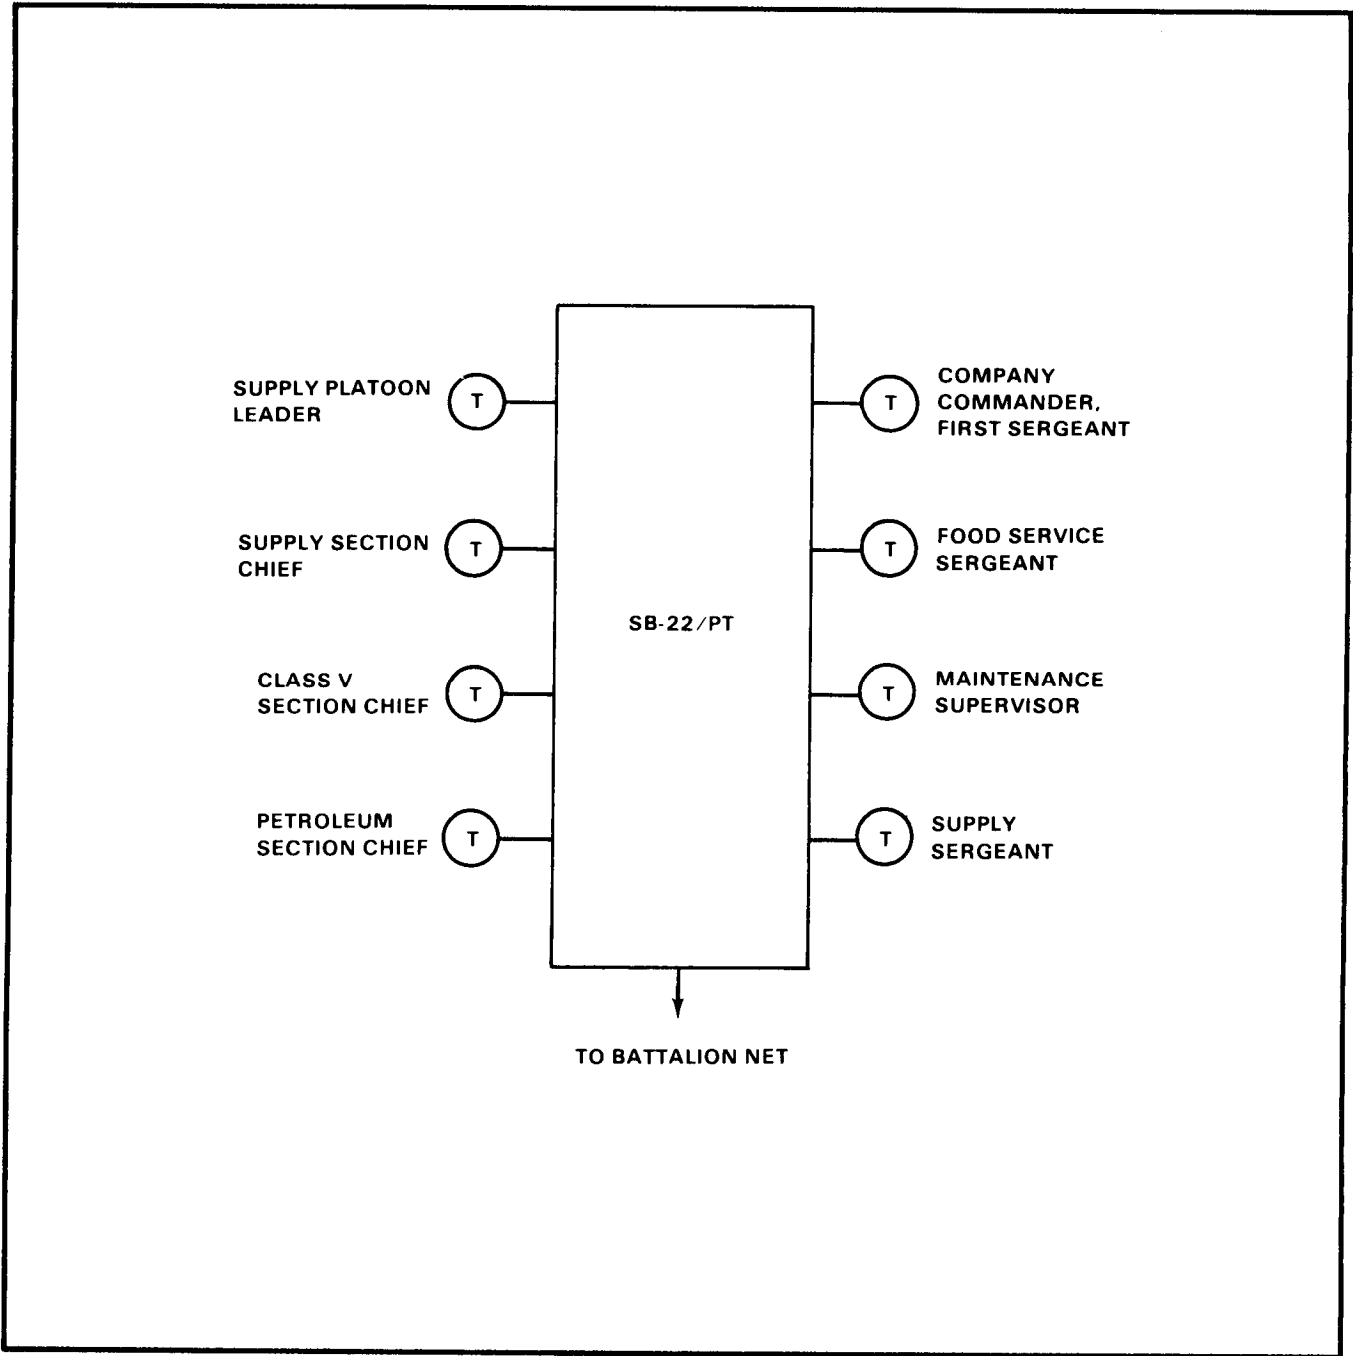 SUPPLY PLATOON
LEADER
T
T
COMPANY
COMMANDER,
FIRST SERGEANT
SUPPLY SECTION
CHIEF
T
T
FOOD SERVICE
SERGEANT
SB-22/PT
CLASS V
SECTION CHIEF
T
T
MAINTENANCE
SUPERVISOR
PETROLEUM
SECTION CHIEF
T
T
SUPPLY
SERGEANT
TO BATTALION NET